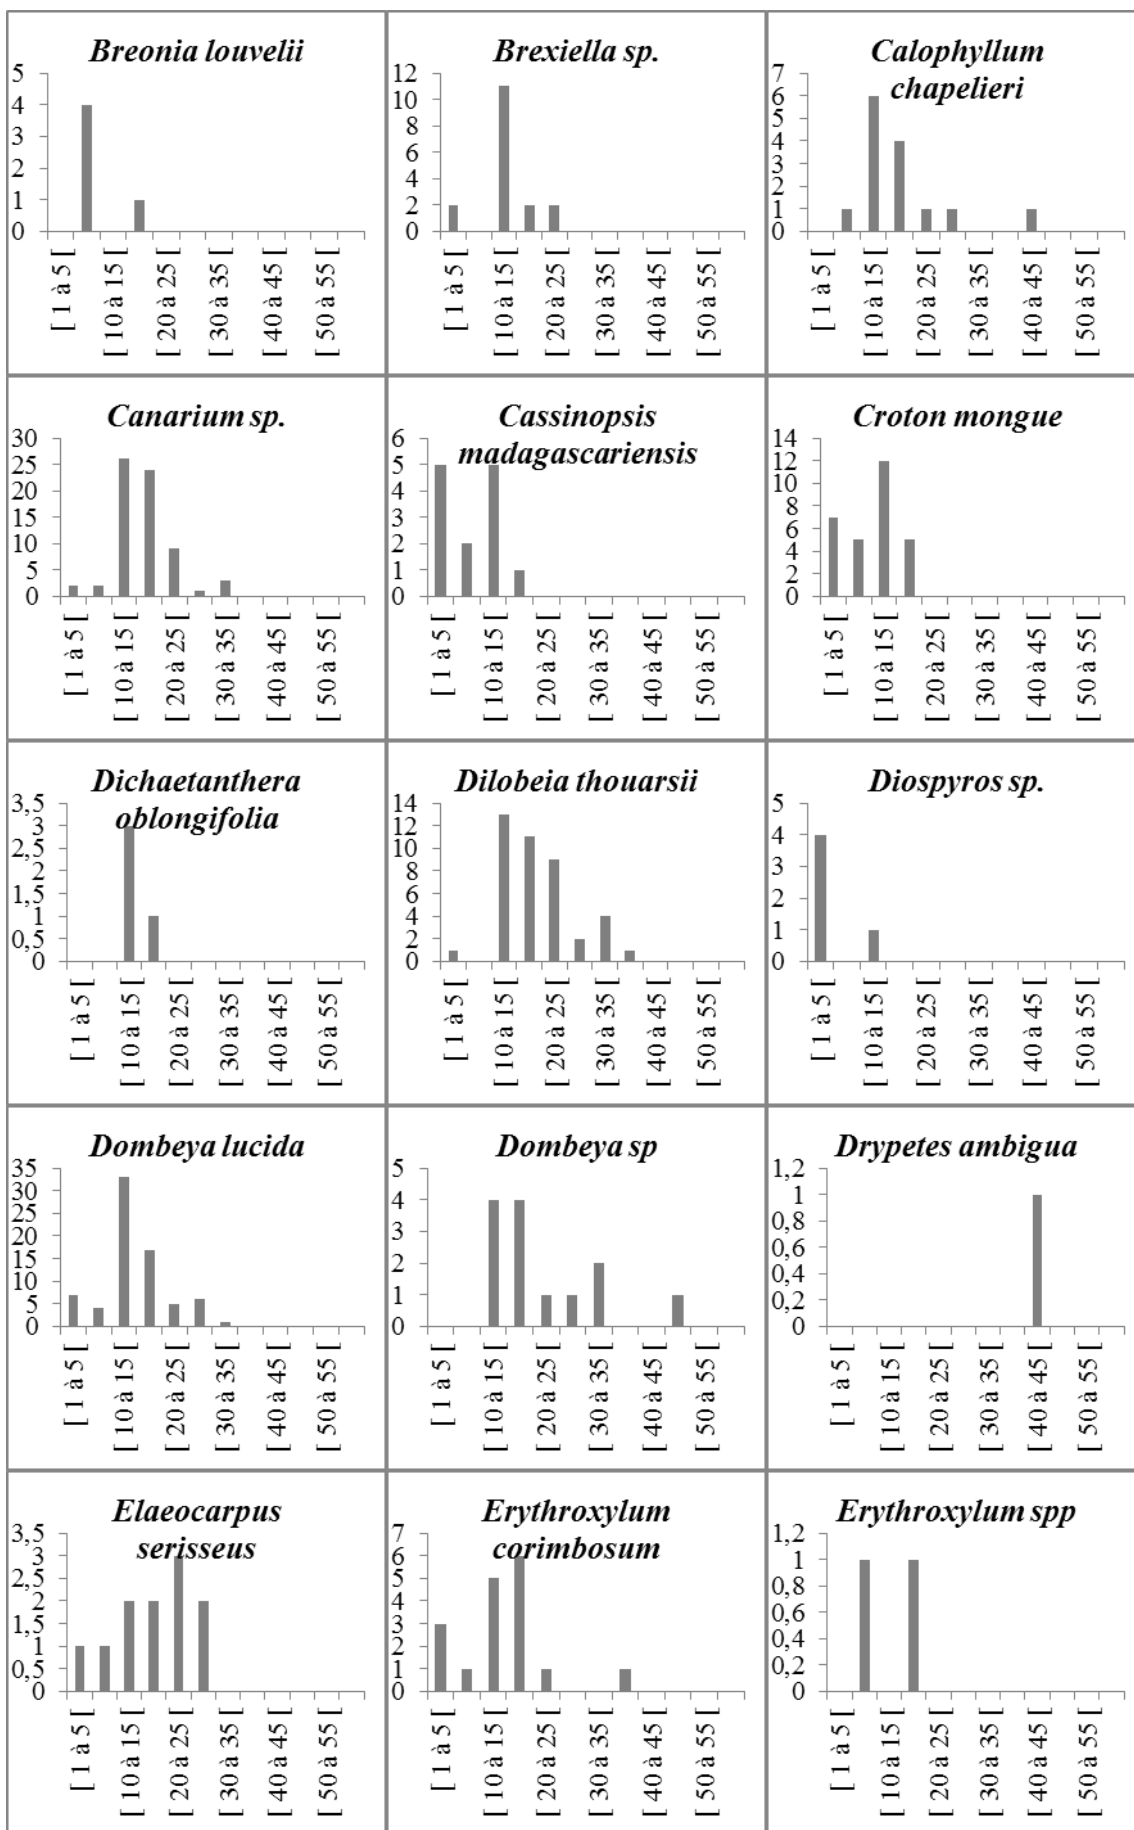 Breonia louvelii
5
4
3
2
1
0
[ 1 à 5 [
[ 10 à 15 [
[ 20 à 25 [
[ 30 à 35 [
[ 40 à 45 [
[ 50 à 55 [
Brexiella sp.
12
10
8
6
4
2
0
[ 1 à 5 [
[ 10 à 15 [
[ 20 à 25 [
[ 30 à 35 [
[ 40 à 45 [
[ 50 à 55 [
Calophyllum
chapelieri
7
6
5
4
3
2
1
0
[ 1 à 5 [
[ 10 à 15 [
[ 20 à 25 [
[ 30 à 35 [
[ 40 à 45 [
[ 50 à 55 [
Canarium sp.
30
25
20
15
10
5
0
[ 1 à 5 [
[ 10 à 15 [
[ 20 à 25 [
[ 30 à 35 [
[ 40 à 45 [
[ 50 à 55 [
Cassinopsis
madagascariensis
6
5
4
3
2
1
0
[ 1 à 5 [
[ 10 à 15 [
[ 20 à 25 [
[ 30 à 35 [
[ 40 à 45 [
[ 50 à 55 [
Croton mongue
14
12
10
8
6
4
2
0
[ 1 à 5 [
[ 10 à 15 [
[ 20 à 25 [
[ 30 à 35 [
[ 40 à 45 [
[ 50 à 55 [
Dichaetanthera
oblongifolia
3,5
3
2,5
2
1,5
1
0,5
0
[ 1 à 5 [
[ 10 à 15 [
[ 20 à 25 [
[ 30 à 35 [
[ 40 à 45 [
[ 50 à 55 [
Dilobeia thouarsii
14
12
10
8
6
4
2
0
[ 1 à 5 [
[ 10 à 15 [
[ 20 à 25 [
[ 30 à 35 [
[ 40 à 45 [
[ 50 à 55 [
Diospyros sp.
5
4
3
2
1
0
[ 1 à 5 [
[ 10 à 15 [
[ 20 à 25 [
[ 30 à 35 [
[ 40 à 45 [
[ 50 à 55 [
Dombeya lucida
35
30
25
20
15
10
5
0
[ 1 à 5 [
[ 10 à 15 [
[ 20 à 25 [
[ 30 à 35 [
[ 40 à 45 [
[ 50 à 55 [
Dombeya sp
5
4
3
2
1
0
[ 1 à 5 [
[ 10 à 15 [
[ 20 à 25 [
[ 30 à 35 [
[ 40 à 45 [
[ 50 à 55 [
Drypetes ambigua
1,2
1
0,8
0,6
0,4
0,2
0
[ 1 à 5 [
[ 10 à 15 [
[ 20 à 25 [
[ 30 à 35 [
[ 40 à 45 [
[ 50 à 55 [
Elaeocarpus
serisseus
3,5
3
2,5
2
1,5
1
0,5
0
[ 1 à 5 [
[ 10 à 15 [
[ 20 à 25 [
[ 30 à 35 [
[ 40 à 45 [
[ 50 à 55 [
Erythroxylum
corimbosum
7
6
5
4
3
2
1
0
[ 1 à 5 [
[ 10 à 15 [
[ 20 à 25 [
[ 30 à 35 [
[ 40 à 45 [
[ 50 à 55 [
Erythroxylum spp
1,2
1
0,8
0,6
0,4
0,2
0
[ 1 à 5 [
[ 10 à 15 [
[ 20 à 25 [
[ 30 à 35 [
[ 40 à 45 [
[ 50 à 55 [